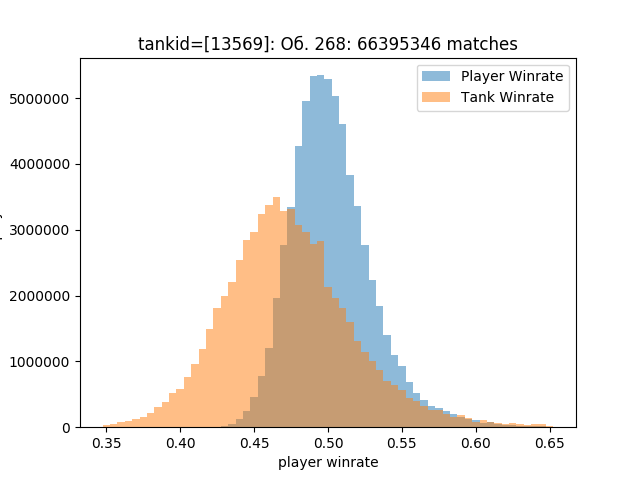 tankid=[13569]: Об. 268: 66395346 matches
Player Winrate
Tank Winrate
5000000
4000000
3000000
2000000
1000000
0
0.35 0.40 0.45 0.50 0.55 0.60 0.65
player winrate